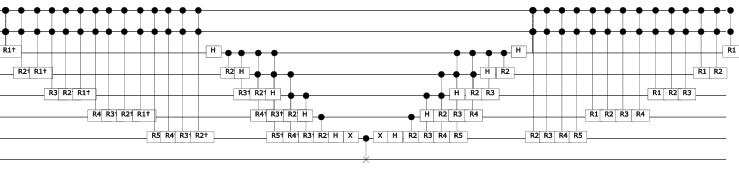 R1† H H R1
R2† R1† R2 H H R2 R1 R2
R3 R2 R1† R3† R2† H H R2 R3 R1 R2 R3
R4 R3† R2† R1† R4† R3† R2 H H R2 R3 R4 R1 R2 R3 R4
R5 R4† R3† R2† R5† R4† R3† R2 H X X H R2 R3 R4 R5 R2 R3 R4 R5